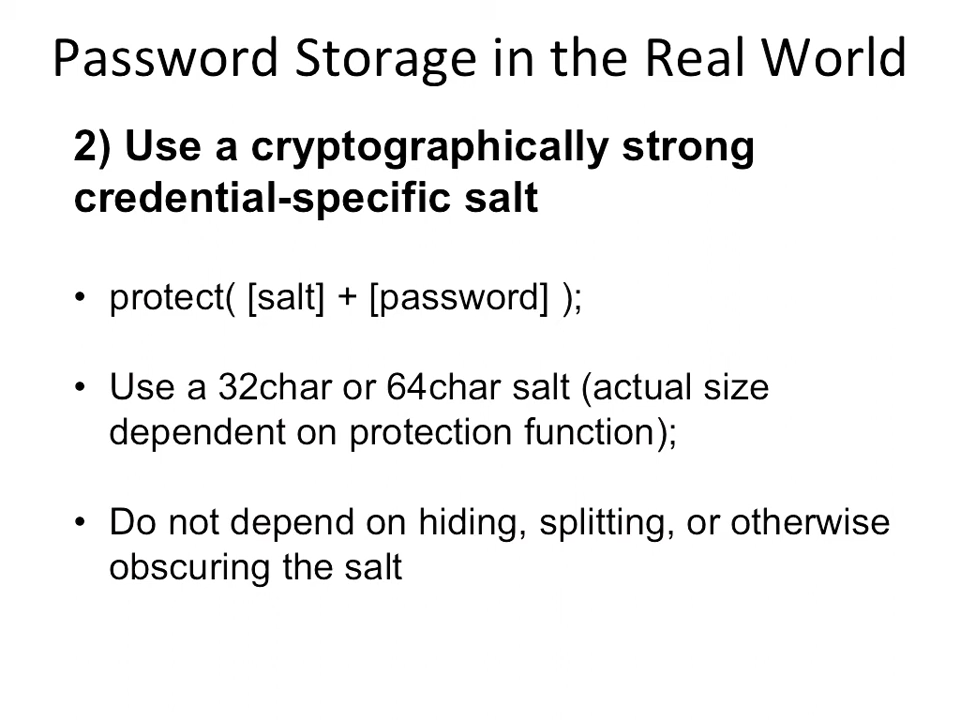 Password Storage in the Real World
2) Use a cryptographically strong
credential-specific salt
• protect( [salt] + [password] );
• Use a 32char or 64char salt (actual size
dependent on protection function);
• Do not depend on hiding, splitting, or otherwise
obscuring the salt